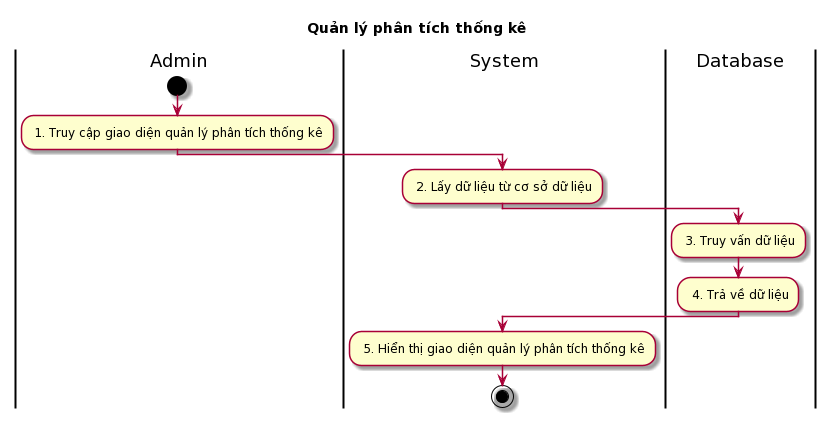 Quản lý phân tích thống kê
Admin
System
Database
1. Truy cập giao diện quản lý phân tích thống kê
2. Lấy dữ liệu từ cơ sở dữ liệu
3. Truy vấn dữ liệu
4. Trả về dữ liệu
5. Hiển thị giao diện quản lý phân tích thống kê